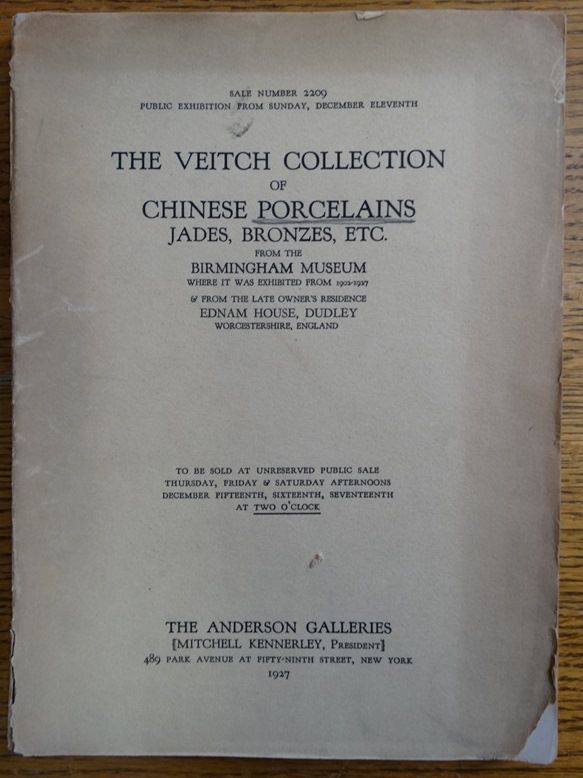 SALE NUMBER 2209
PUBLIC EXHIBITION FROM SUNDAY, DECEMBER ELEVENTH
THE VEITCH COLLECTION
OF
CHINESE PORCELAINS
JADES, BRONZES, ETC.
FROM THE
BIRMINGHAM MUSEUM
WHERE IT WAS EXHIBITED FROM 1902-1927
& FROM THE LATE OWNER'S RESIDENCE
EDNAM HOUSE, DUDLEY
WORCESTERSHIRE, ENGLAND
TO BE SOLD AT UNRESERVED PUBLIC SALE
THURSDAY, FRIDAY & SATURDAY AFTERNOONS
DECEMBER FIFTEENTH, SIXTEENTH, SEVENTEENTH
AT TWO O'CLOCK
THE ANDERSON GALLERIES
[MITCHELL KENNERLEY, PRESIDENT]
489 PARK AVENUE AT FIFTY-NINTH STREET, NEW YORK
1927